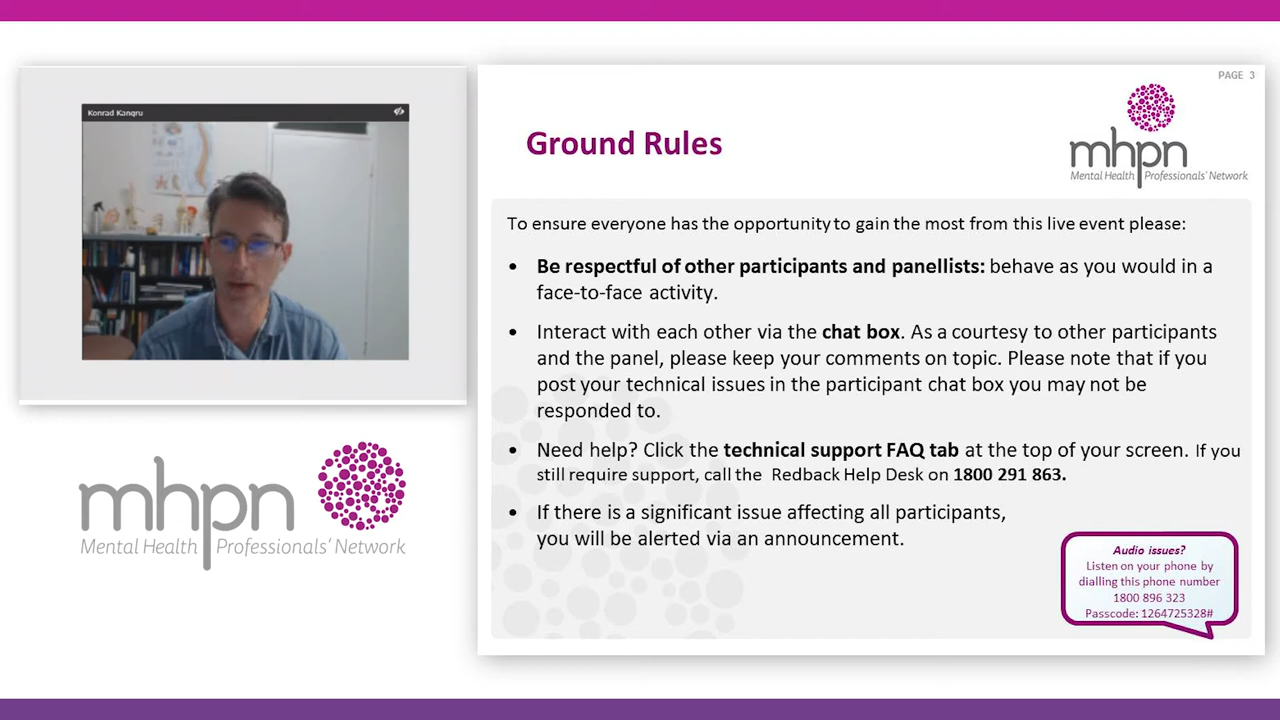 Konrad Kangru
PAGE 3
mhpn
Mental Health Professionals' Network
Ground Rules
To ensure everyone has the opportunity to gain the most from this live event please:
• Be respectful of other participants and panellists: behave as you would in a
face-to-face activity.
• Interact with each other via the chat box. As a courtesy to other participants
and the panel, please keep your comments on topic. Please note that if you
post your technical issues in the participant chat box you may not be
responded to.
• Need help? Click the technical support FAQ tab at the top of your screen. If you
still require support, call the Redback Help Desk on 1800 291 863.
• If there is a significant issue affecting all participants,
you will be alerted via an announcement.
Audio issues?
Listen on your phone by
dialling this phone number
1800 896 323
Passcode: 1264725328#
mhpn
Mental Health Professionals' Network